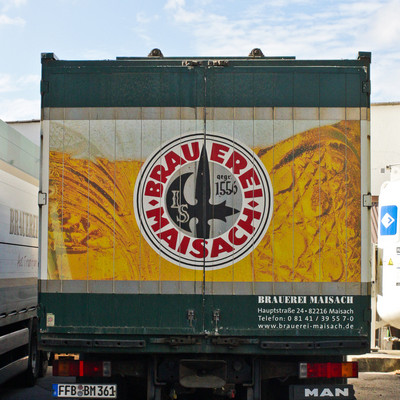 BRAUEREI
gegr.
1556
LS
MAISACH
BRAUEREI MAISACH
Hauptstraße 24 • 82216 Maisach
Telefon: 0 81 41 / 39 55 7-0
www.brauerei-maisach.de
FFB BM 361
MAN